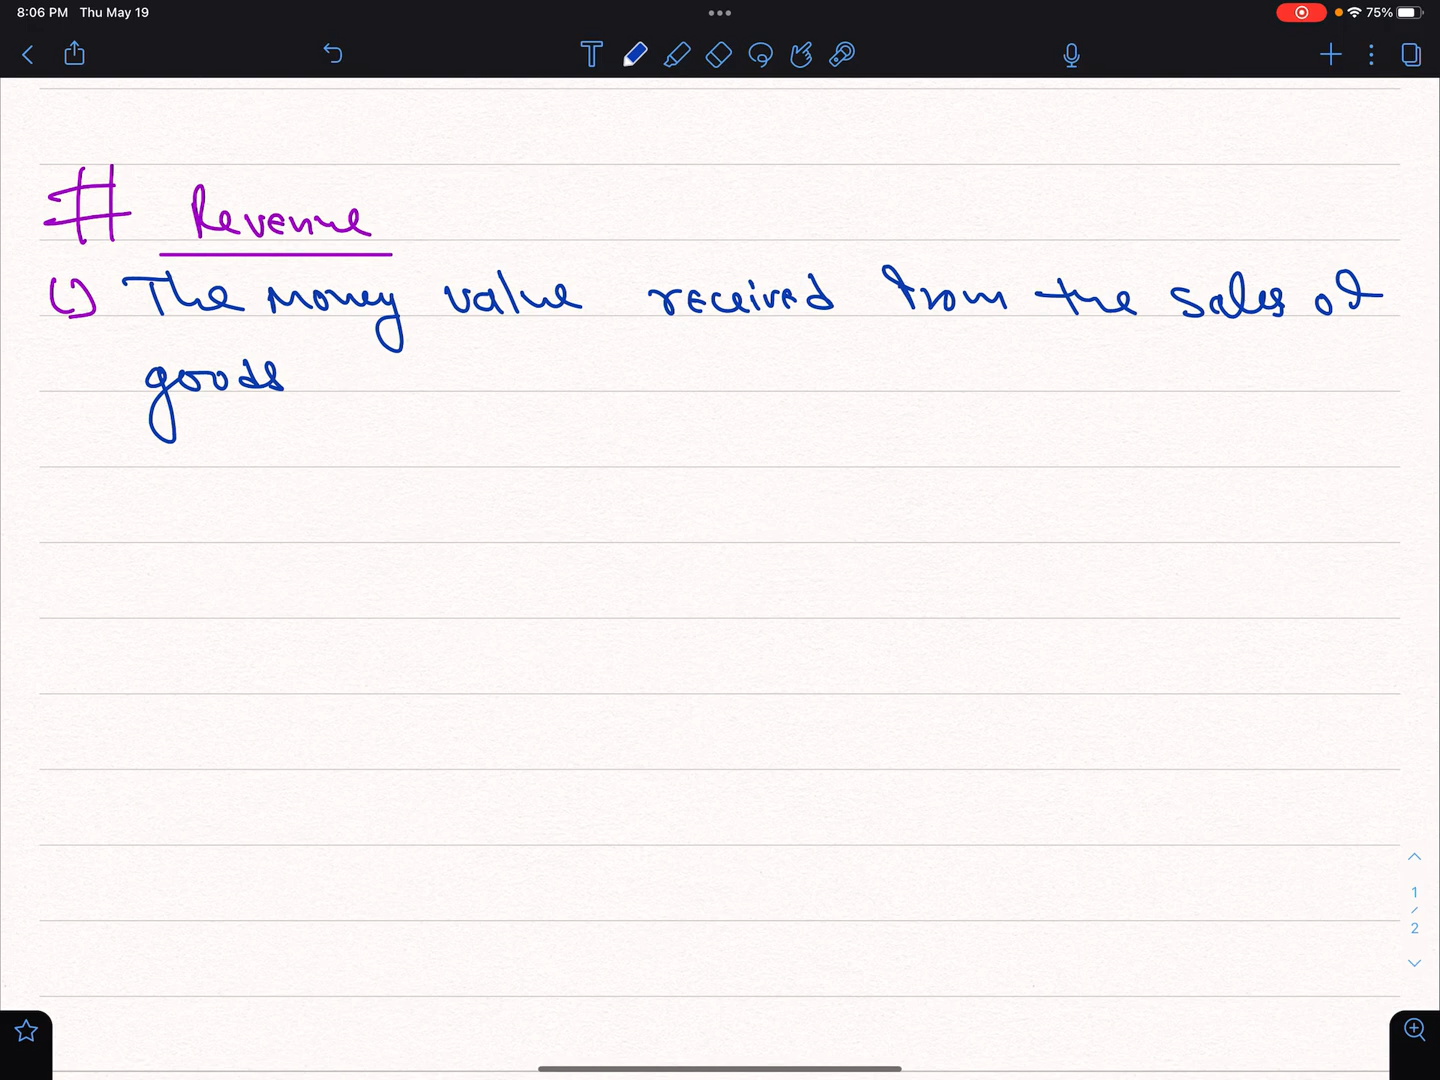 8:06 PM Thu May 19
75%
# Revenue
(1) The money value received from the sales of
goods
1
/
2